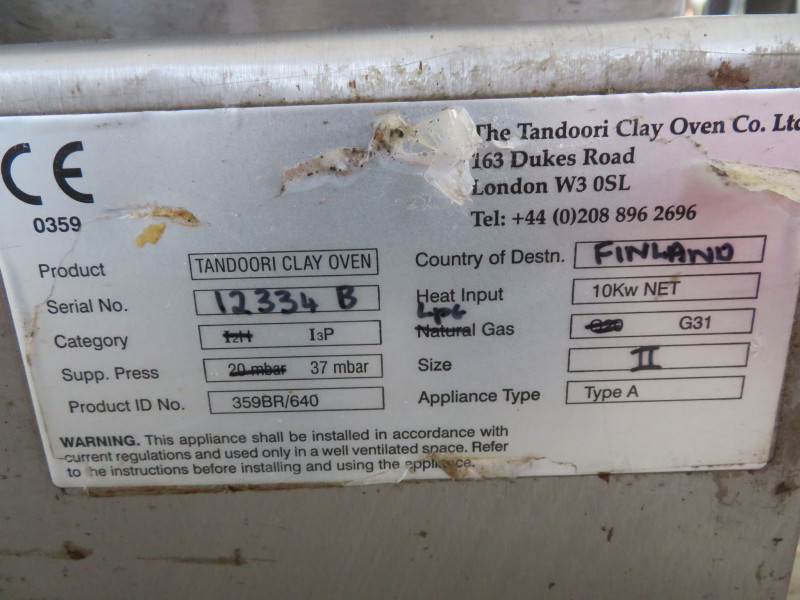 CE
0359
The Tandoori Clay Oven Co. Ltd
163 Dukes Road
London W3 0SL
Tel: +44 (0)208 896 2696
Product TANDOORI CLAY OVEN
Serial No. 12334 B
Category I2H I3P
Supp. Press 20 mbar 37 mbar
Product ID No. 359BR/640
Country of Destn. FINLAND
Heat Input 10Kw NET
LPG
Natural Gas G20 G31
Size II
Appliance Type Type A
WARNING. This appliance shall be installed in accordance with
current regulations and used only in a well ventilated space. Refer
to the instructions before installing and using the appliance.